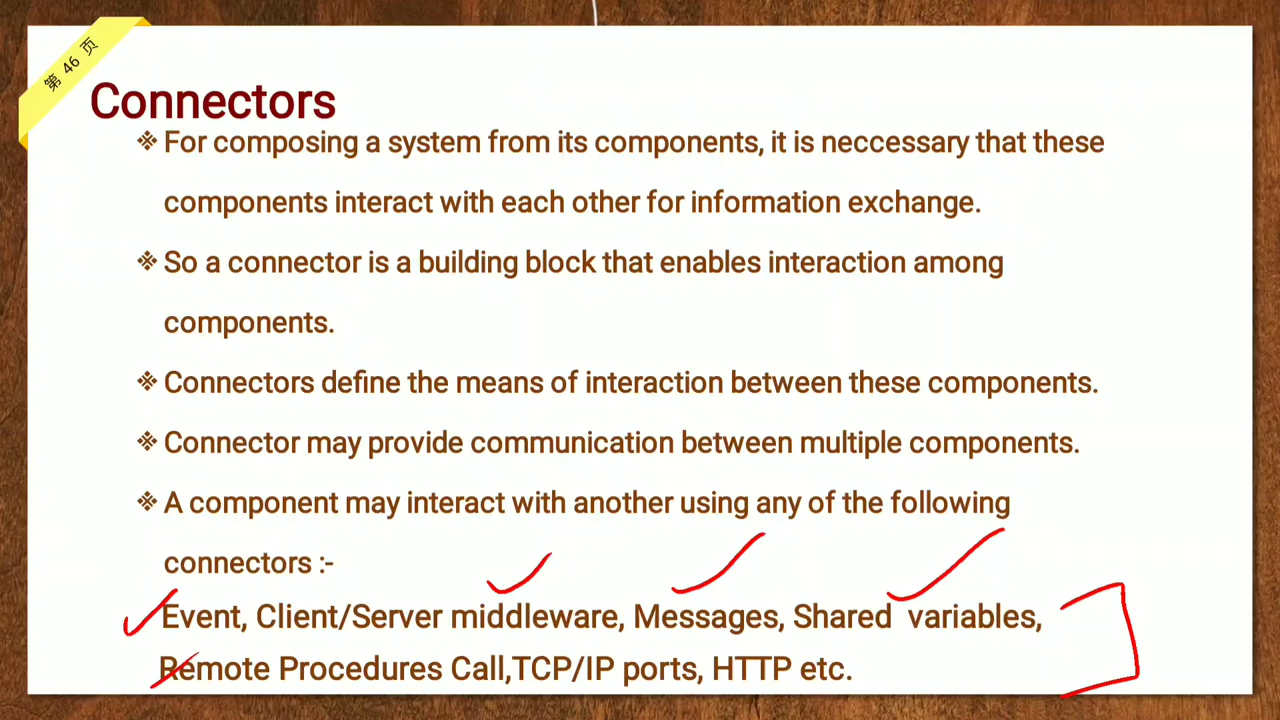 第 46 页
Connectors
❖ For composing a system from its components, it is neccessary that these
components interact with each other for information exchange.
❖ So a connector is a building block that enables interaction among
components.
❖ Connectors define the means of interaction between these components.
❖ Connector may provide communication between multiple components.
❖ A component may interact with another using any of the following
connectors :-
Event, Client/Server middleware, Messages, Shared variables,
Remote Procedures Call,TCP/IP ports, HTTP etc.